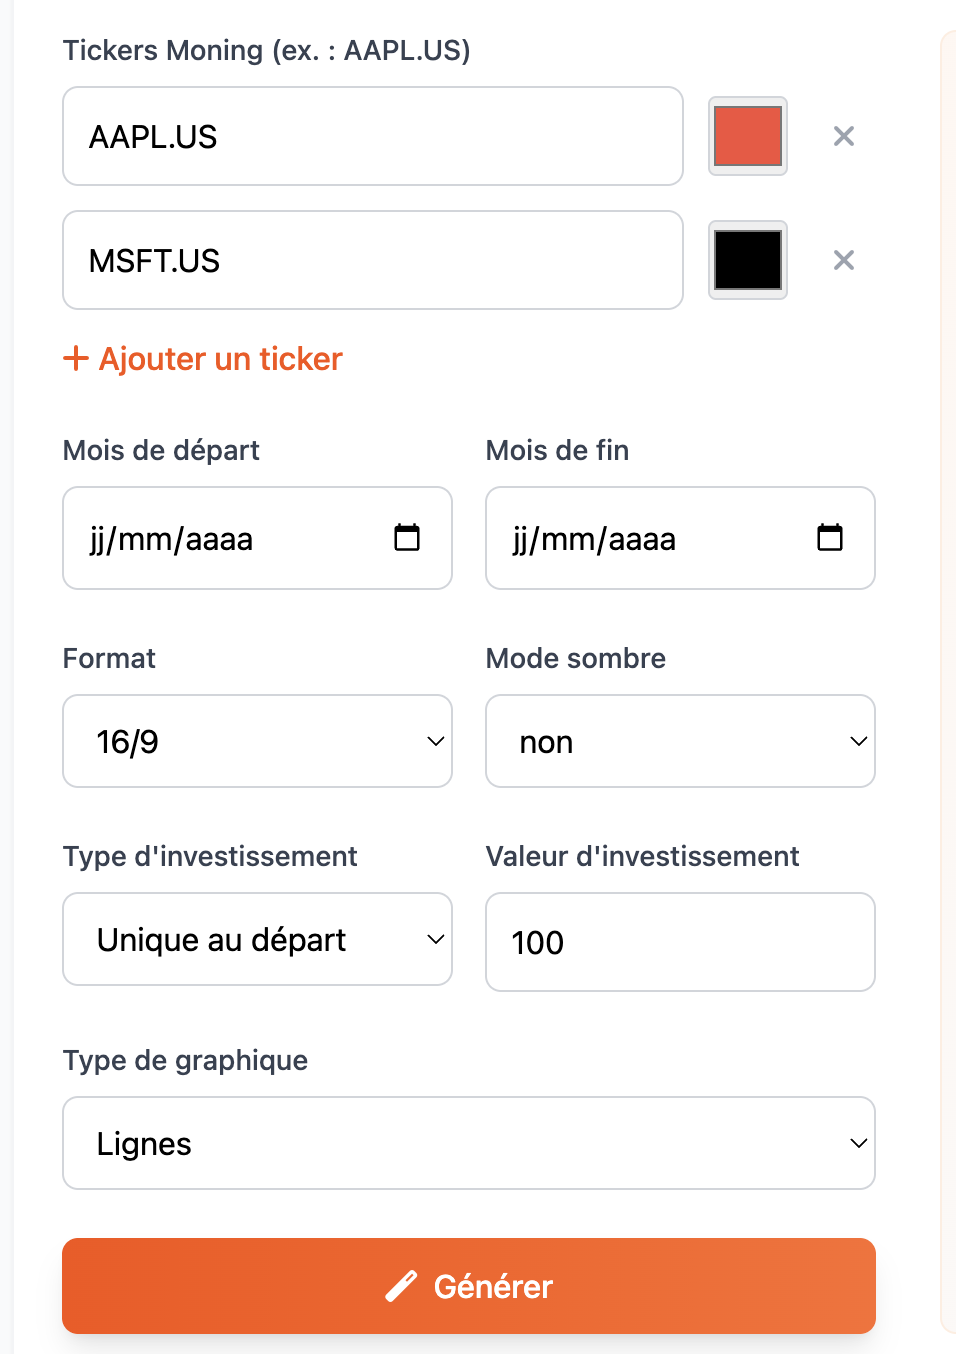 Tickers Moning (ex. : AAPL.US)
AAPL.US
MSFT.US
+ Ajouter un ticker
Mois de départ
Mois de fin
jj/mm/aaaa
jj/mm/aaaa
Format
Mode sombre
16/9
non
Type d'investissement
Valeur d'investissement
Unique au départ
100
Type de graphique
Lignes
Générer